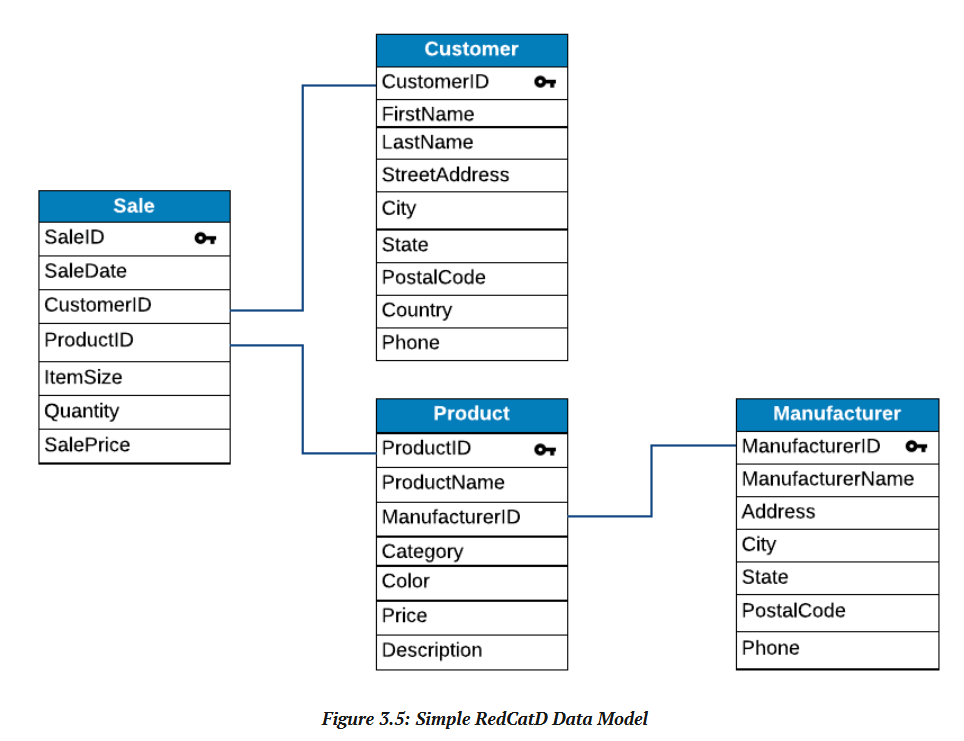 Customer
CustomerID
FirstName
LastName
StreetAddress
City
State
PostalCode
Country
Phone
Sale
SaleID
SaleDate
CustomerID
ProductID
ItemSize
Quantity
SalePrice
Product
ProductID
ProductName
ManufacturerID
Category
Color
Price
Description
Manufacturer
ManufacturerID
ManufacturerName
Address
City
State
PostalCode
Phone
Figure 3.5: Simple RedCatD Data Model